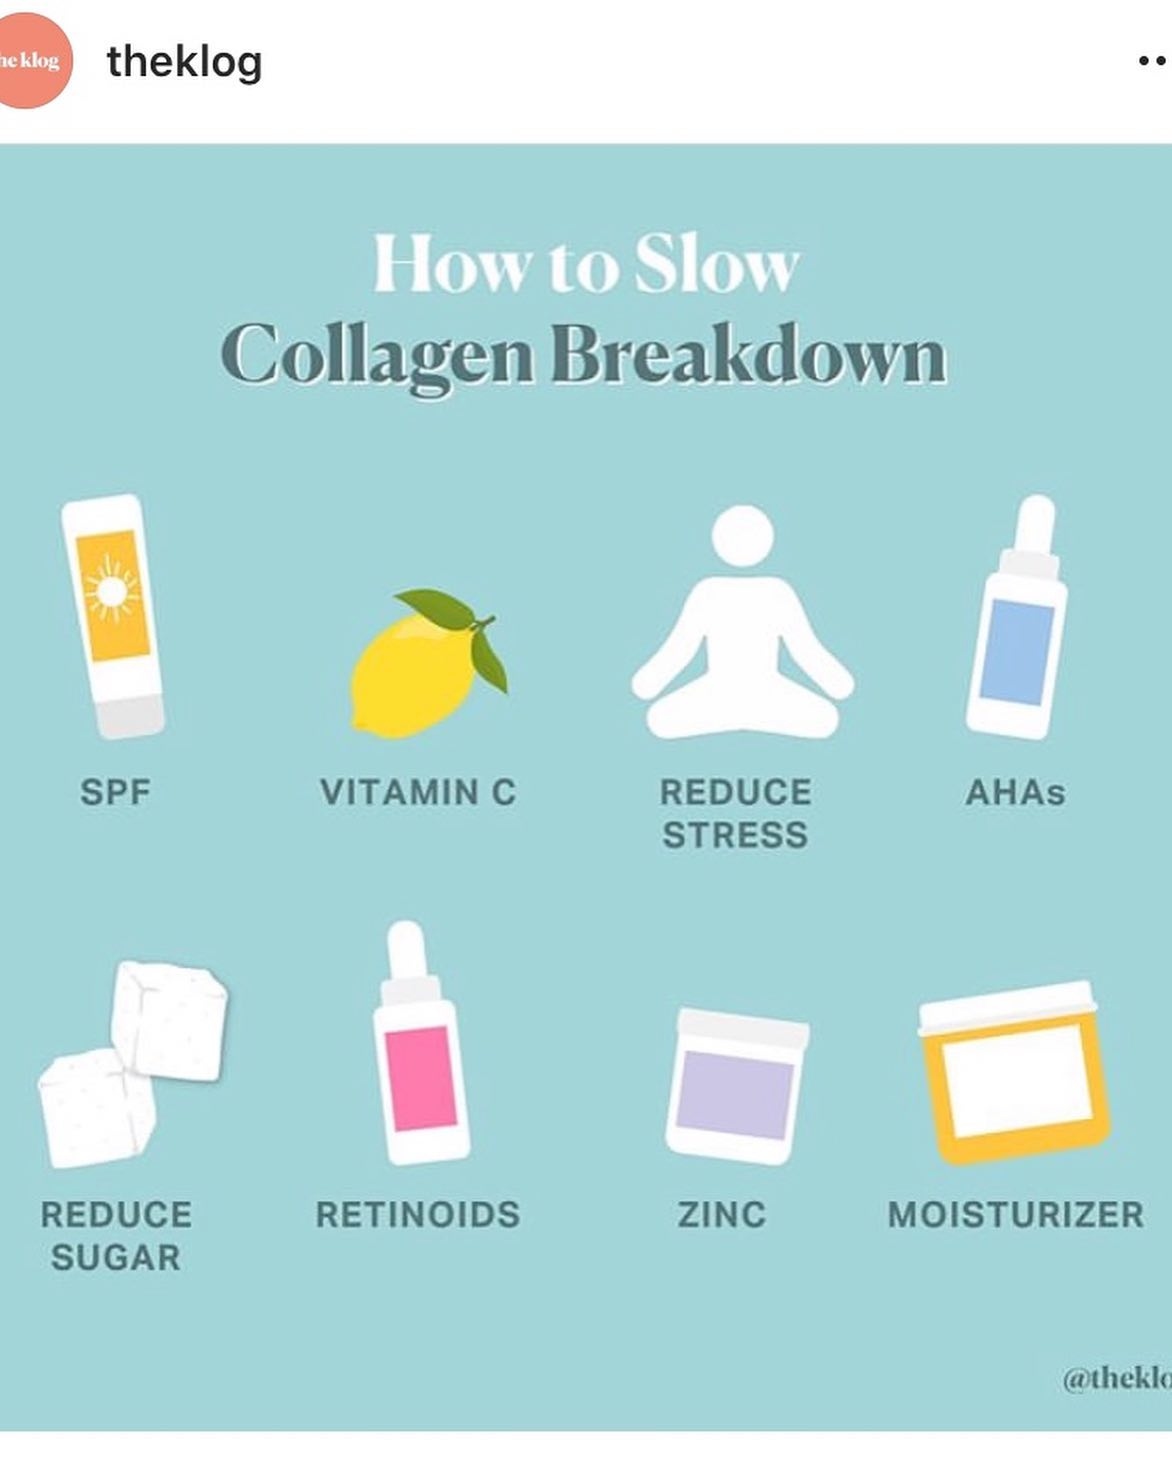 he klog
theklog
How to Slow
Collagen Breakdown
SPF
VITAMIN C
REDUCE
STRESS
AHAs
REDUCE
SUGAR
RETINOIDS
ZINC
MOISTURIZER
@theklo